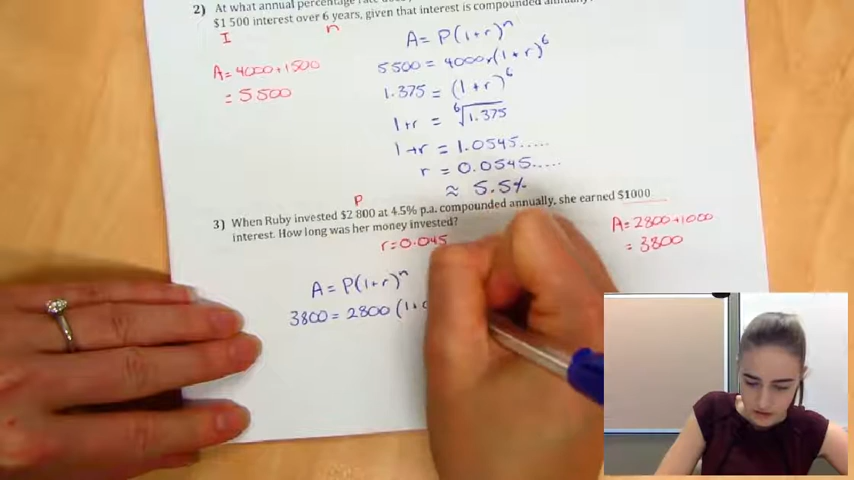 2) At what annual percentage rate does
$1 500 interest over 6 years, given that interest is compounded annually.
I n
A = P(1+r)ⁿ
A = 4000+1500
5500 = 4000 × (1+r)⁶
= 5500
1.375 = (1+r)⁶
1+r = ⁶√1.375
1+r = 1.0545.....
r = 0.0545.....
≈ 5.5%
P
3) When Ruby invested $2 800 at 4.5% p.a. compounded annually, she earned $1000
interest. How long was her money invested?
A = 2800+1000
r = 0.045
= 3800
A = P(1+r)ⁿ
3800 = 2800 (1+0